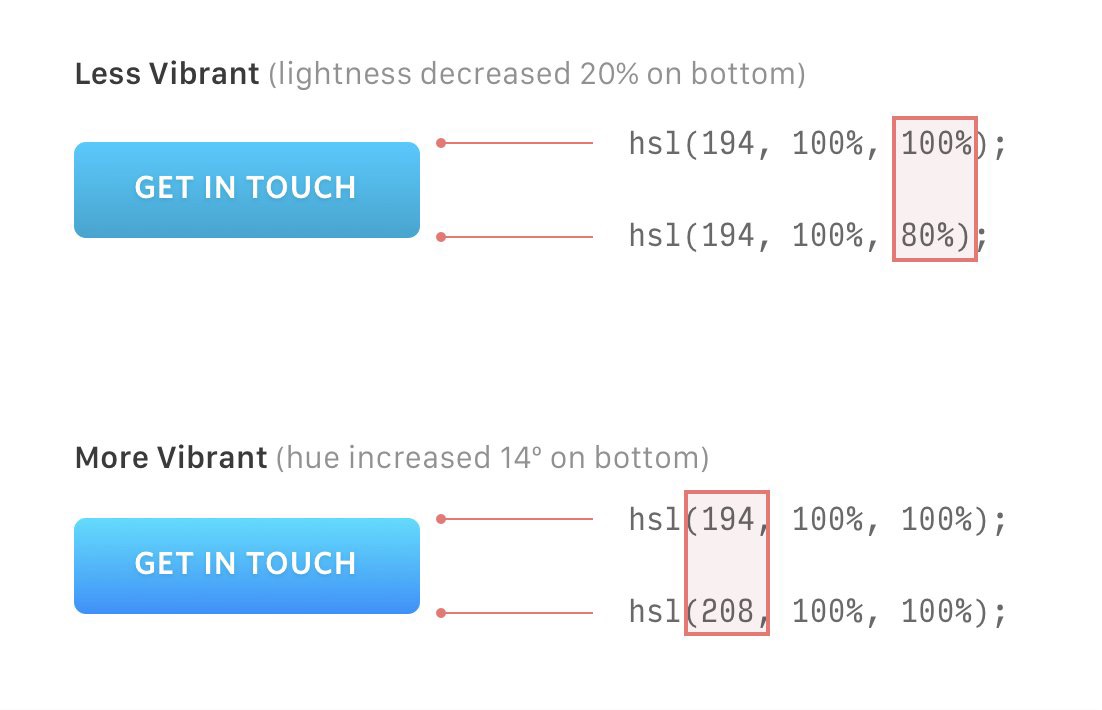 Less Vibrant (lightness decreased 20% on bottom)
GET IN TOUCH
hsl(194, 100%, 100%);
hsl(194, 100%, 80%);
More Vibrant (hue increased 14º on bottom)
GET IN TOUCH
hsl(194, 100%, 100%);
hsl(208, 100%, 100%);